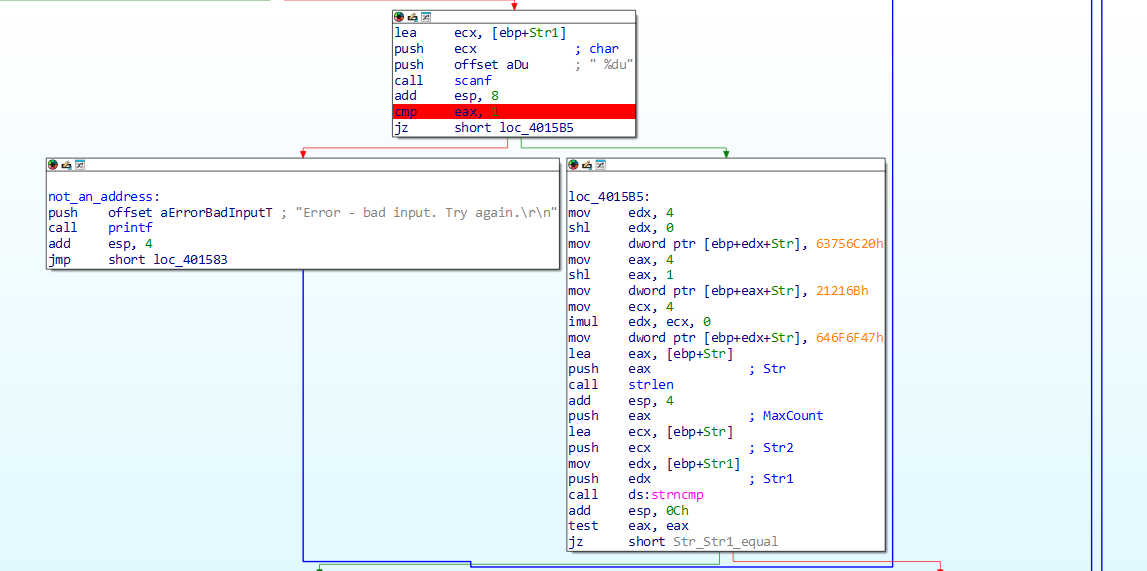 lea ecx, [ebp+Str1]
push ecx ; char
push offset aDu ; " %du"
call scanf
add esp, 8
cmp eax, 1
jz short loc_4015B5
not_an_address:
push offset aErrorBadInputT ; "Error - bad input. Try again.\r\n"
call printf
add esp, 4
jmp short loc_401583
loc_4015B5:
mov edx, 4
shl edx, 0
mov dword ptr [ebp+edx+Str], 63756C20h
mov eax, 4
shl eax, 1
mov dword ptr [ebp+eax+Str], 21216Bh
mov ecx, 4
imul edx, ecx, 0
mov dword ptr [ebp+edx+Str], 646F6F47h
lea eax, [ebp+Str]
push eax ; Str
call strlen
add esp, 4
push eax ; MaxCount
lea ecx, [ebp+Str]
push ecx ; Str2
mov edx, [ebp+Str1]
push edx ; Str1
call ds:strncmp
add esp, 0Ch
test eax, eax
jz short Str_Str1_equal